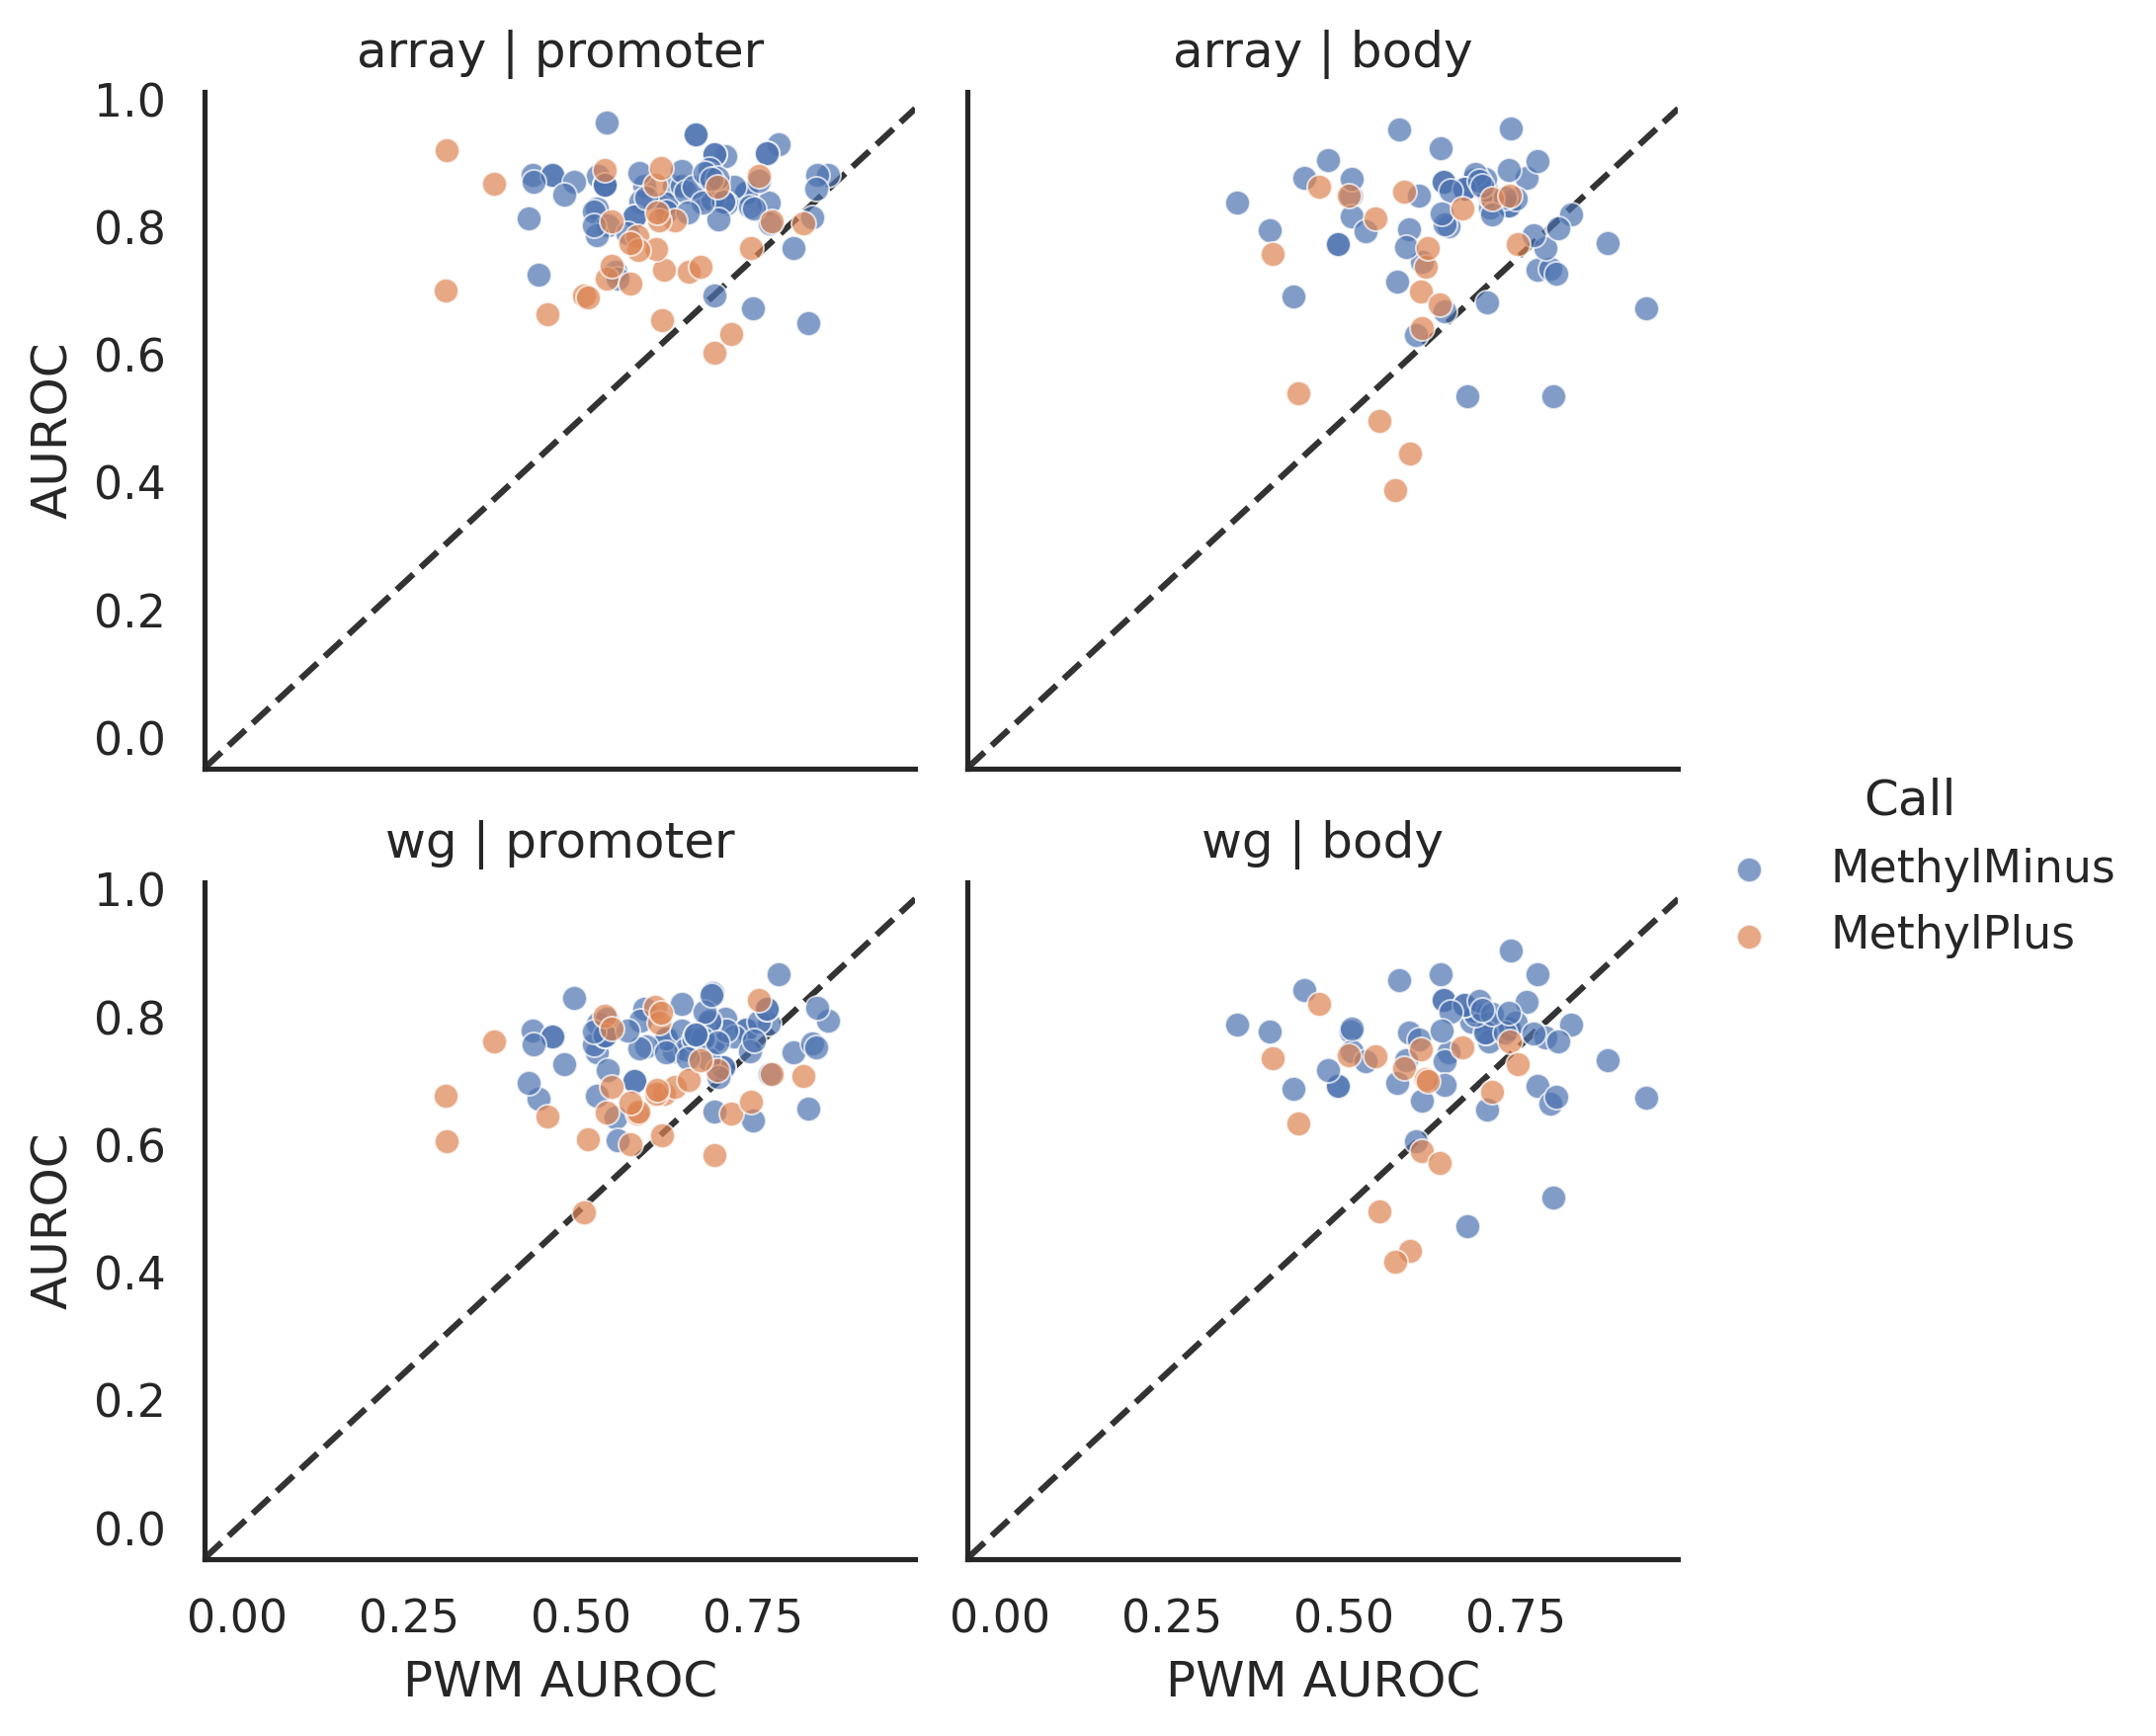 array | promoter
array | body
1.0
0.8
0.6
0.4
0.2
0.0
AUROC
wg | promoter
wg | body
Call
MethylMinus
MethylPlus
1.0
0.8
0.6
0.4
0.2
0.0
AUROC
0.00 0.25 0.50 0.75
0.00 0.25 0.50 0.75
PWM AUROC
PWM AUROC